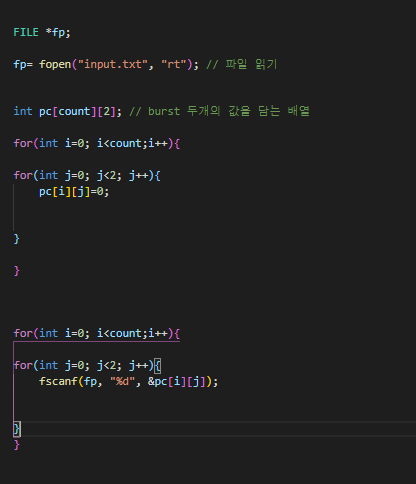 FILE *fp;
fp= fopen("input.txt", "rt"); // 파일 읽기
int pc[count][2]; // burst 두개의 값을 담는 배열
for(int i=0; i<count;i++){
for(int j=0; j<2; j++){
pc[i][j]=0;
}
}
for(int i=0; i<count;i++){
for(int j=0; j<2; j++){
fscanf(fp, "%d", &pc[i][j]);
}
}